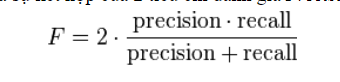 F = 2 · precision · recall / precision + recall